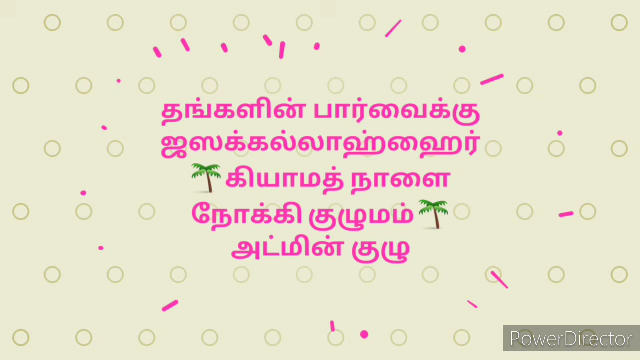 தங்களின் பார்வைக்கு
ஜஸக்கல்லாஹ்ஹைர்
🌴கியாமத் நாளை
நோக்கி குழுமம்🌴
அட்மின் குழு
PowerDirector